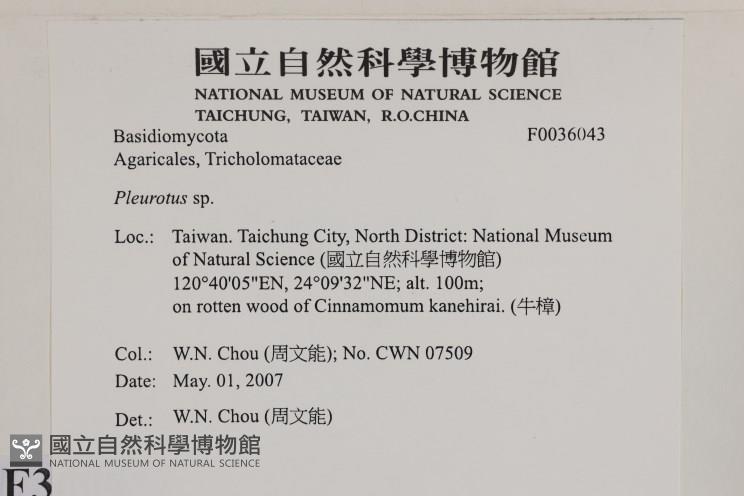 國立自然科學博物館
NATIONAL MUSEUM OF NATURAL SCIENCE
TAICHUNG, TAIWAN, R.O.CHINA
Basidiomycota F0036043
Agaricales, Tricholomataceae
Pleurotus sp.
Loc.: Taiwan. Taichung City, North District: National Museum
of Natural Science (國立自然科學博物館)
120°40'05"EN, 24°09'32"NE; alt. 100m;
on rotten wood of Cinnamomum kanehirai. (牛樟)
Col.: W.N. Chou (周文能); No. CWN 07509
Date: May. 01, 2007
Det.: W.N. Chou (周文能)
國立自然科學博物館
NATIONAL MUSEUM OF NATURAL SCIENCE